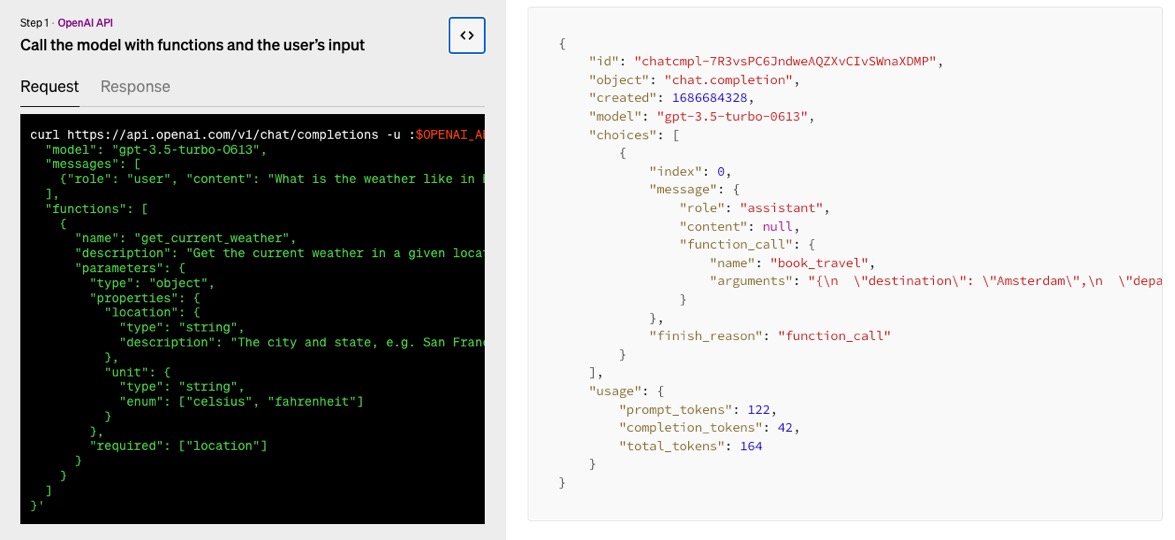 Step 1 · OpenAI API
Call the model with functions and the user's input
<>
Request Response
curl https://api.openai.com/v1/chat/completions -u :$OPENAI_A
"model": "gpt-3.5-turbo-0613",
"messages": [
{"role": "user", "content": "What is the weather like in
],
"functions": [
{
"name": "get_current_weather",
"description": "Get the current weather in a given loca
"parameters": {
"type": "object",
"properties": {
"location": {
"type": "string",
"description": "The city and state, e.g. San Fran
},
"unit": {
"type": "string",
"enum": ["celsius", "fahrenheit"]
}
},
"required": ["location"]
}
}
]
}'
{
"id": "chatcmpl-7R3vsPC6JndweAQZXvCIvSWnaXDMP",
"object": "chat.completion",
"created": 1686684328,
"model": "gpt-3.5-turbo-0613",
"choices": [
{
"index": 0,
"message": {
"role": "assistant",
"content": null,
"function_call": {
"name": "book_travel",
"arguments": "{\n  \"destination\": \"Amsterdam\",\n  \"depa
}
},
"finish_reason": "function_call"
}
],
"usage": {
"prompt_tokens": 122,
"completion_tokens": 42,
"total_tokens": 164
}
}